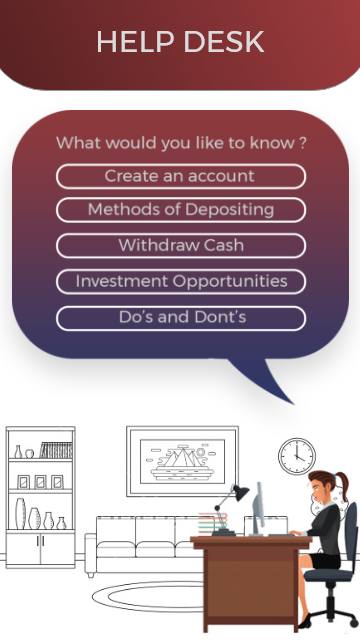 HELP DESK
What would you like to know ?
Create an account
Methods of Depositing
Withdraw Cash
Investment Opportunities
Do's and Dont's